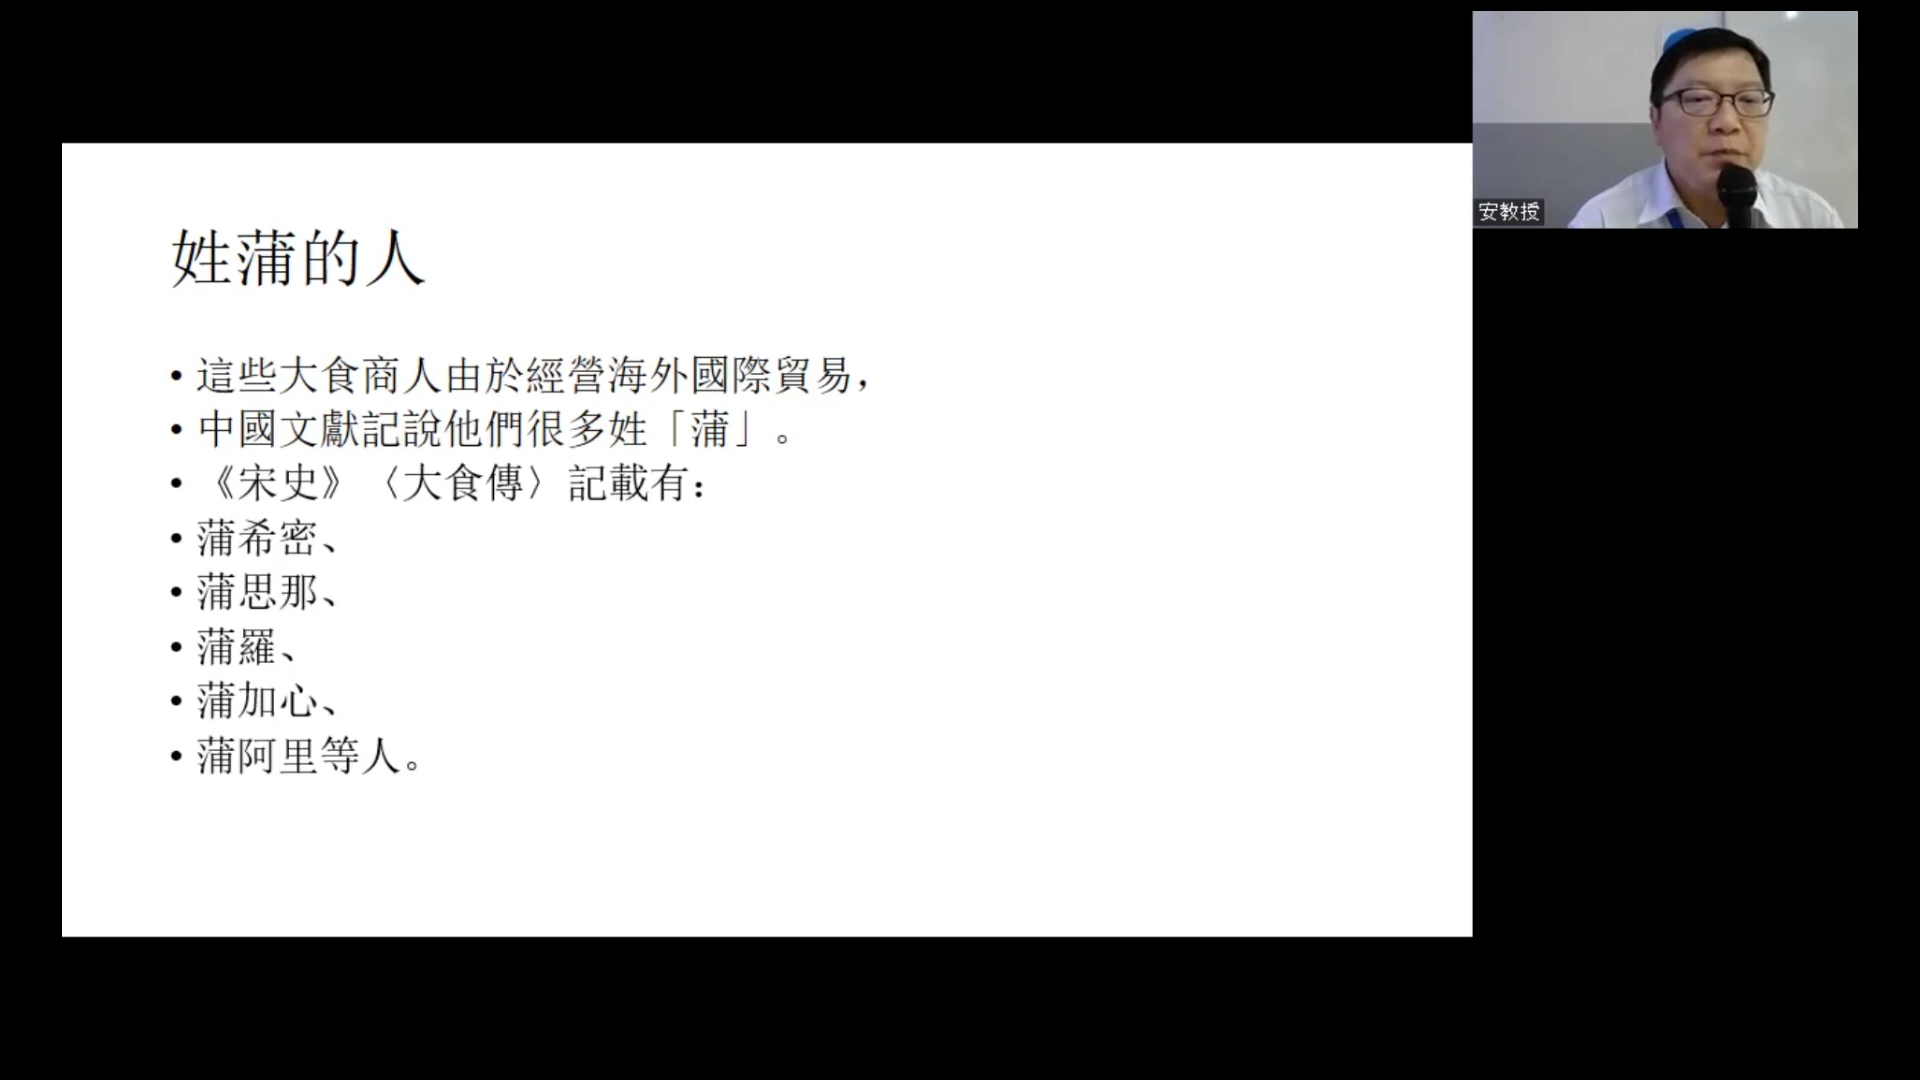 姓蒲的人
• 這些大食商人由於經營海外國際貿易，
• 中國文獻記說他們很多姓「蒲」。
• 《宋史》〈大食傳〉記載有：
• 蒲希密、
• 蒲思那、
• 蒲羅、
• 蒲加心、
• 蒲阿里等人。
安教授